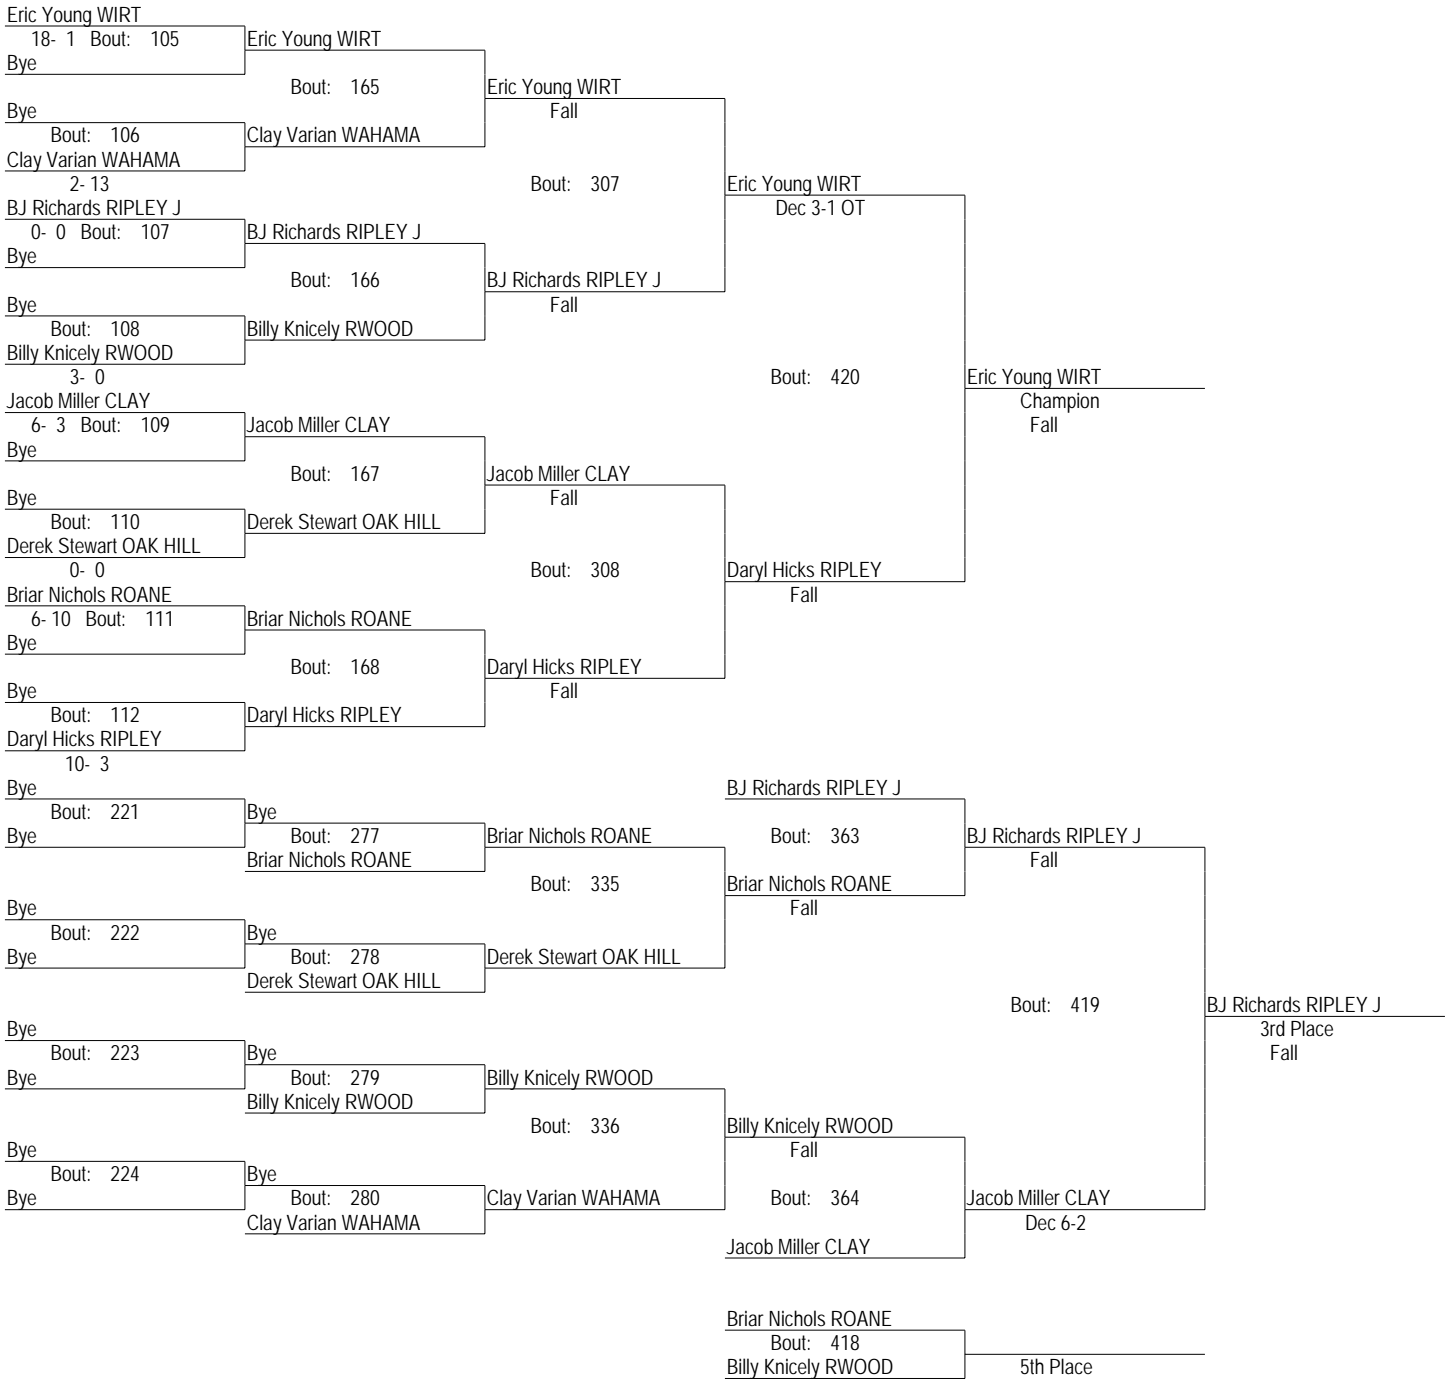 Eric Young WIRT
18- 1 Bout: 105 Eric Young WIRT
Bye
Bout: 165 Eric Young WIRT
Bye Fall
Bout: 106 Clay Varian WAHAMA
Clay Varian WAHAMA
2- 13 Bout: 307 Eric Young WIRT
BJ Richards RIPLEY J Dec 3-1 OT
0- 0 Bout: 107 BJ Richards RIPLEY J
Bye
Bout: 166 BJ Richards RIPLEY J
Bye Fall
Bout: 108 Billy Knicely RWOOD
Billy Knicely RWOOD
3- 0 Bout: 420 Eric Young WIRT
Jacob Miller CLAY Champion
6- 3 Bout: 109 Jacob Miller CLAY Fall
Bye
Bout: 167 Jacob Miller CLAY
Bye Fall
Bout: 110 Derek Stewart OAK HILL
Derek Stewart OAK HILL
0- 0 Bout: 308 Daryl Hicks RIPLEY
Briar Nichols ROANE Fall
6- 10 Bout: 111 Briar Nichols ROANE
Bye
Bout: 168 Daryl Hicks RIPLEY
Bye Fall
Bout: 112 Daryl Hicks RIPLEY
Daryl Hicks RIPLEY
10- 3
Bye BJ Richards RIPLEY J
Bout: 221 Bye
Bye Bout: 277 Briar Nichols ROANE Bout: 363 BJ Richards RIPLEY J
Briar Nichols ROANE Fall
Bout: 335 Briar Nichols ROANE
Bye Fall
Bout: 222 Bye
Bye Bout: 278 Derek Stewart OAK HILL
Derek Stewart OAK HILL
Bout: 419 BJ Richards RIPLEY J
Bye 3rd Place
Bout: 223 Bye Fall
Bye Bout: 279 Billy Knicely RWOOD
Billy Knicely RWOOD
Bout: 336 Billy Knicely RWOOD
Bye Fall
Bout: 224 Bye
Bye Bout: 280 Clay Varian WAHAMA Bout: 364 Jacob Miller CLAY
Clay Varian WAHAMA Dec 6-2
Jacob Miller CLAY
Briar Nichols ROANE
Bout: 418
Billy Knicely RWOOD 5th Place